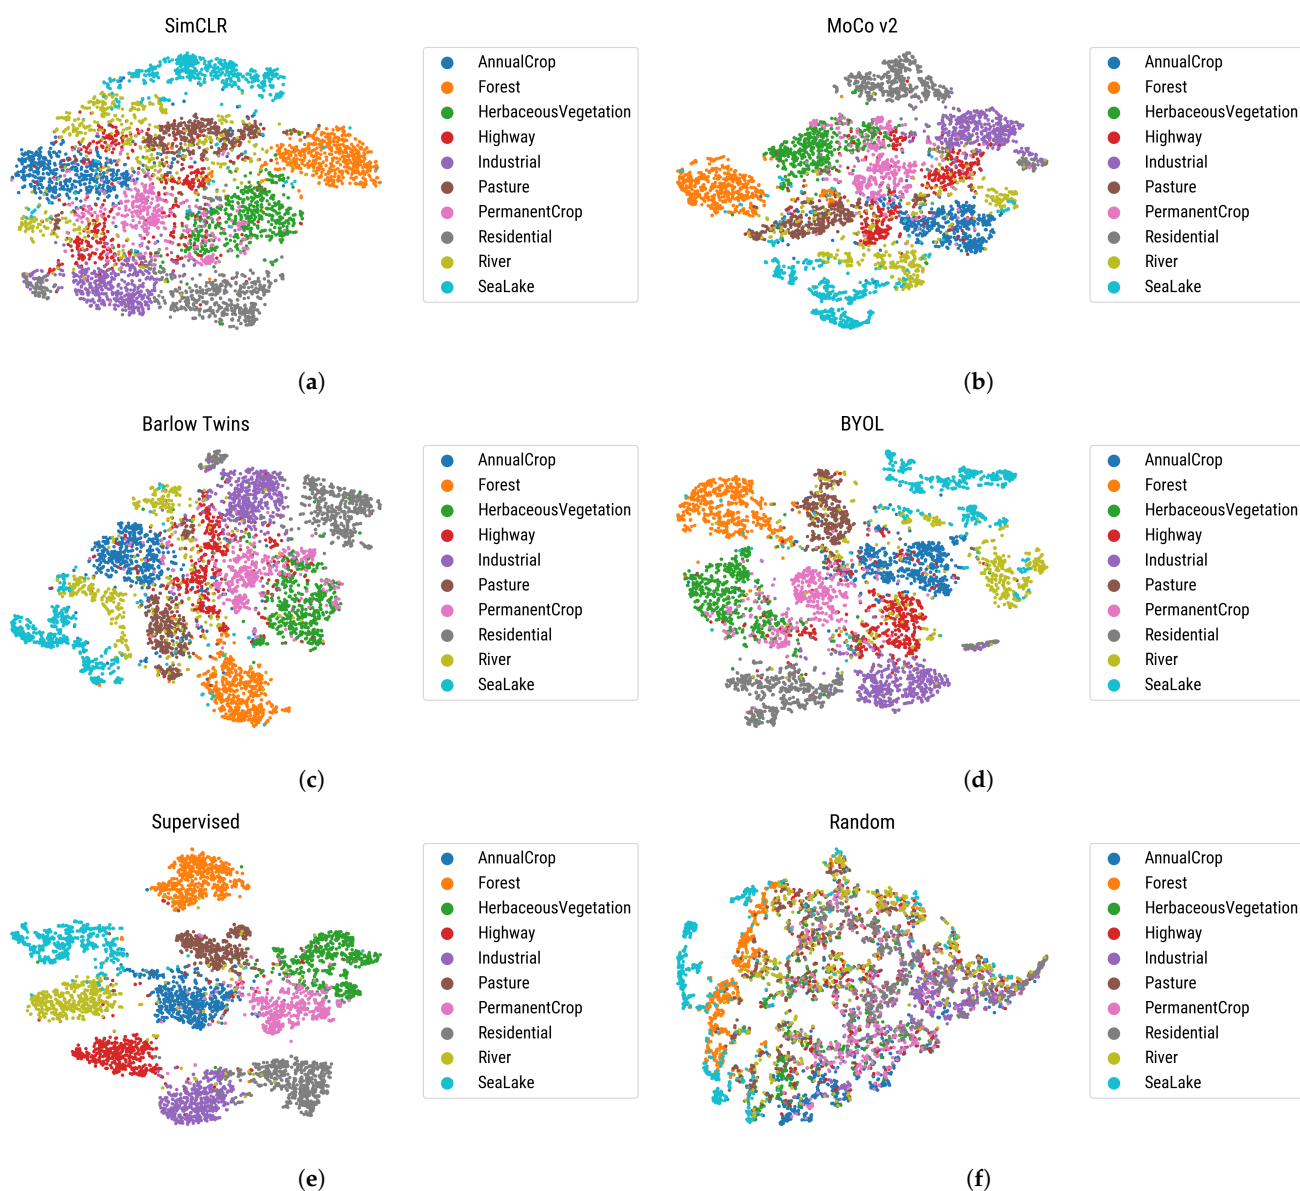 SimCLR
AnnualCrop
Forest
HerbaceousVegetation
Highway
Industrial
Pasture
PermanentCrop
Residential
River
SeaLake
(a)
MoCo v2
AnnualCrop
Forest
HerbaceousVegetation
Highway
Industrial
Pasture
PermanentCrop
Residential
River
SeaLake
(b)
Barlow Twins
AnnualCrop
Forest
HerbaceousVegetation
Highway
Industrial
Pasture
PermanentCrop
Residential
River
SeaLake
(c)
BYOL
AnnualCrop
Forest
HerbaceousVegetation
Highway
Industrial
Pasture
PermanentCrop
Residential
River
SeaLake
(d)
Supervised
AnnualCrop
Forest
HerbaceousVegetation
Highway
Industrial
Pasture
PermanentCrop
Residential
River
SeaLake
(e)
Random
AnnualCrop
Forest
HerbaceousVegetation
Highway
Industrial
Pasture
PermanentCrop
Residential
River
SeaLake
(f)